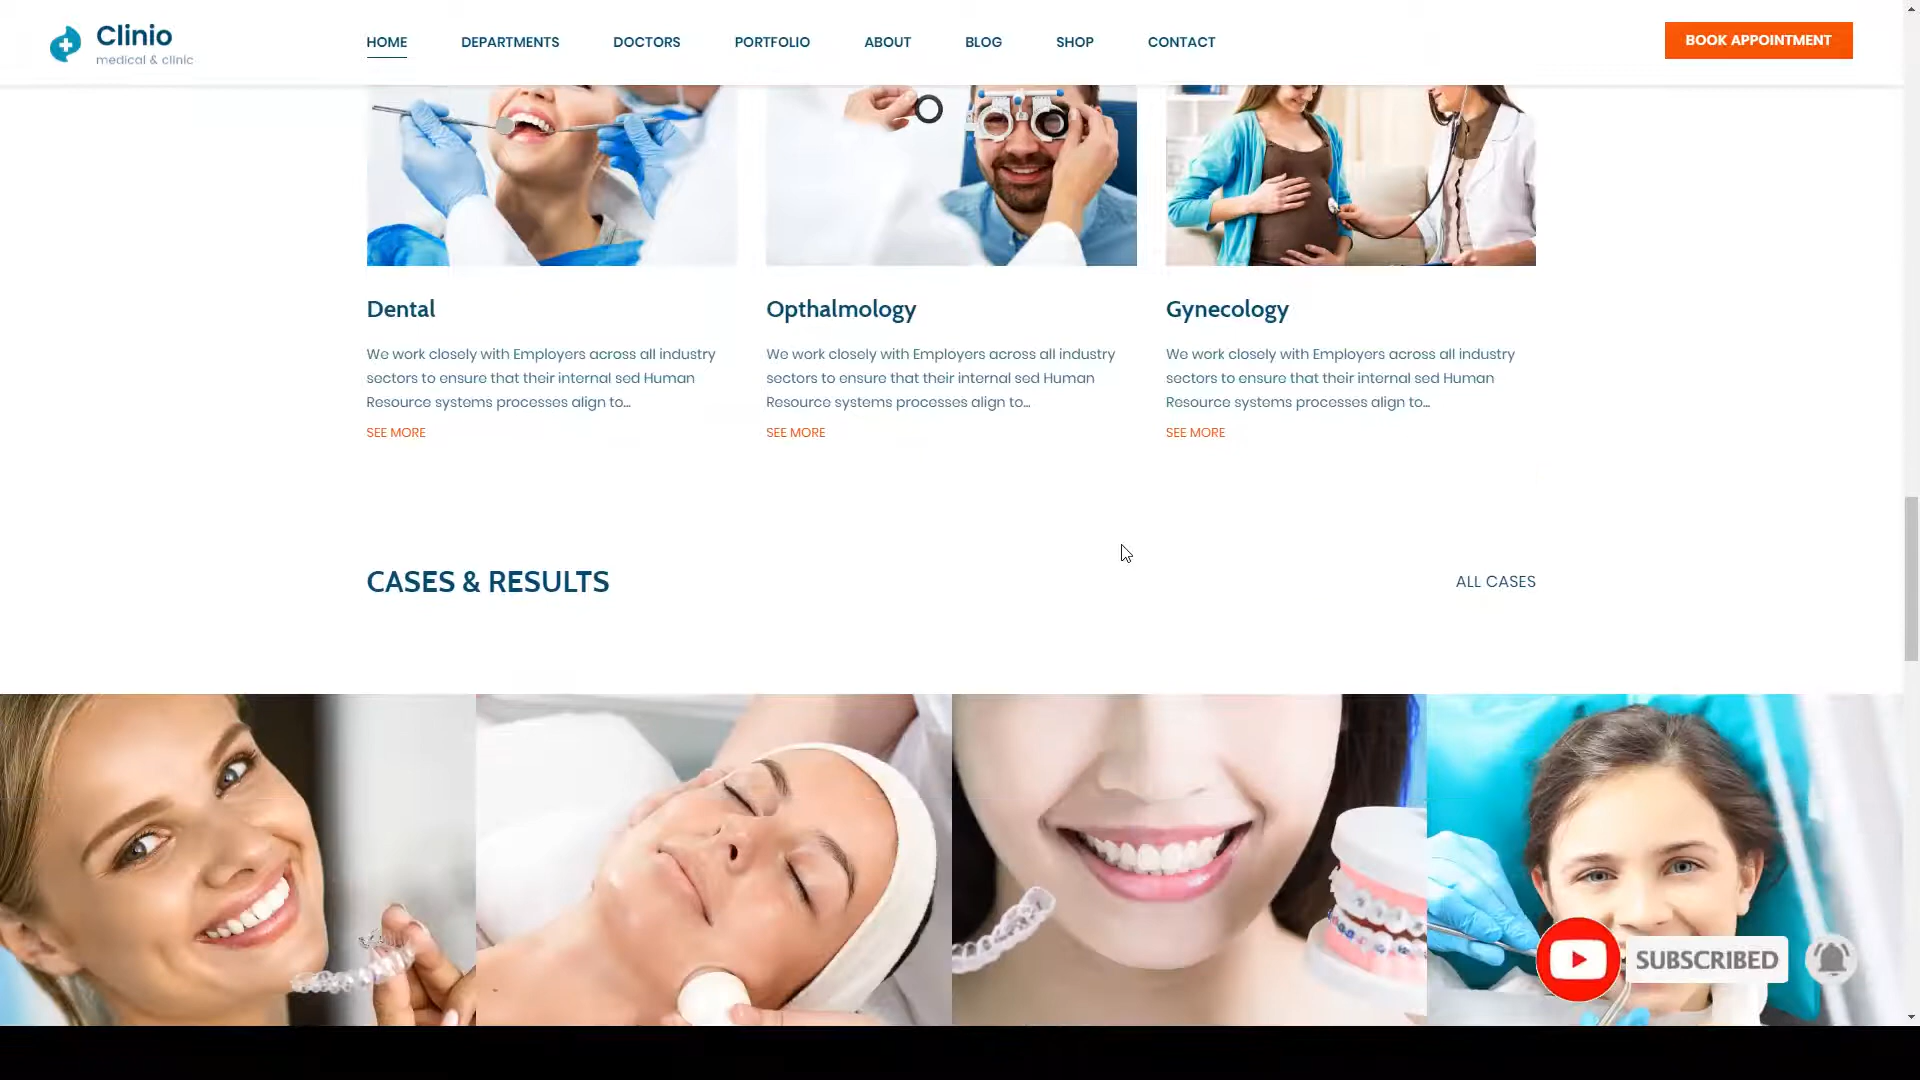 Clinio
medical & clinic
HOME DEPARTMENTS DOCTORS PORTFOLIO ABOUT BLOG SHOP CONTACT
BOOK APPOINTMENT
Dental
We work closely with Employers across all industry
sectors to ensure that their internal sed Human
Resource systems processes align to...
SEE MORE
Opthalmology
We work closely with Employers across all industry
sectors to ensure that their internal sed Human
Resource systems processes align to...
SEE MORE
Gynecology
We work closely with Employers across all industry
sectors to ensure that their internal sed Human
Resource systems processes align to...
SEE MORE
CASES & RESULTS
ALL CASES
SUBSCRIBED